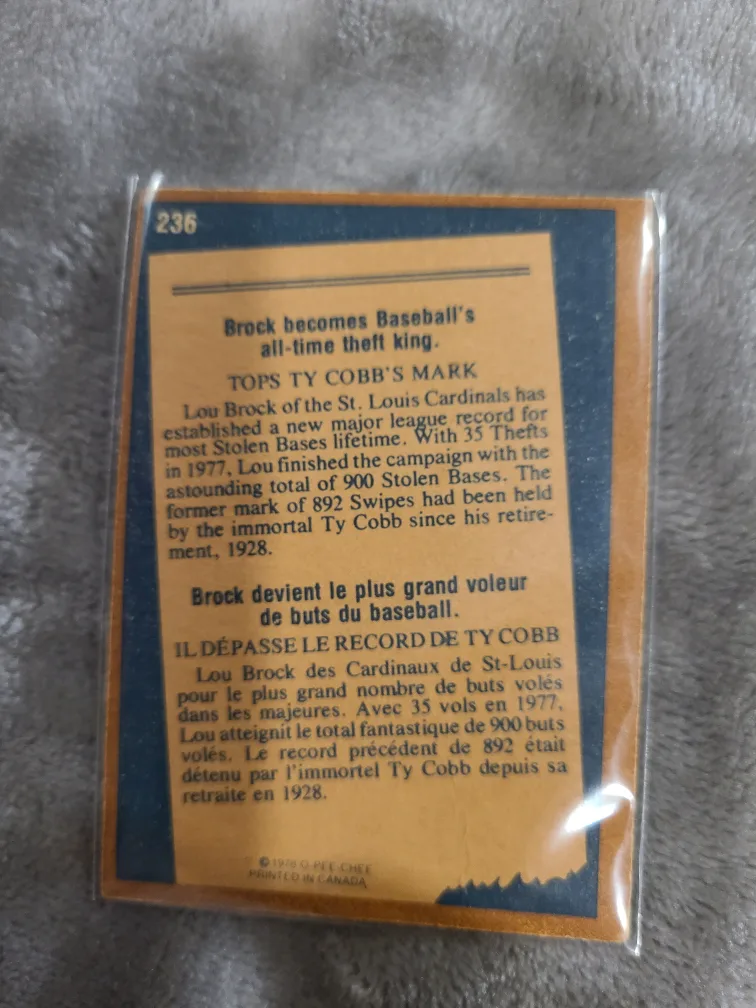 236
Brock becomes Baseball's
all-time theft king.
TOPS TY COBB'S MARK
Lou Brock of the St. Louis Cardinals has
established a new major league record for
most Stolen Bases lifetime. With 35 Thefts
in 1977, Lou finished the campaign with the
astounding total of 900 Stolen Bases. The
former mark of 892 Swipes had been held
by the immortal Ty Cobb since his retire-
ment, 1928.
Brock devient le plus grand voleur
de buts du baseball.
IL DÉPASSE LE RECORD DE TY COBB
Lou Brock des Cardinaux de St-Louis
pour le plus grand nombre de buts volés
dans les majeures. Avec 35 vols en 1977,
Lou atteignit le total fantastique de 900 buts
volés. Le record précédent de 892 était
détenu par l'immortel Ty Cobb depuis sa
retraite en 1928.
© 1978 O-PEE-CHEE
PRINTED IN CANADA